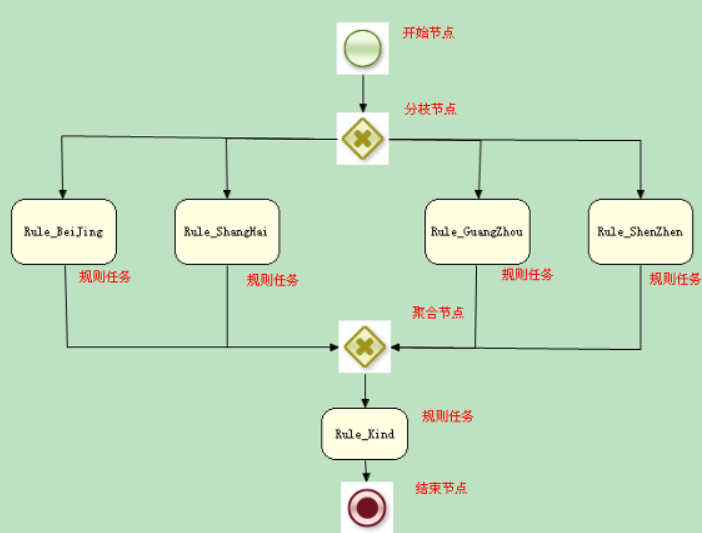 开始节点
分枝节点
Rule_BeiJing
Rule_ShangHai
Rule_GuangZhou
Rule_ShenZhen
规则任务
规则任务
规则任务
规则任务
聚合节点
规则任务
Rule_Kind
结束节点